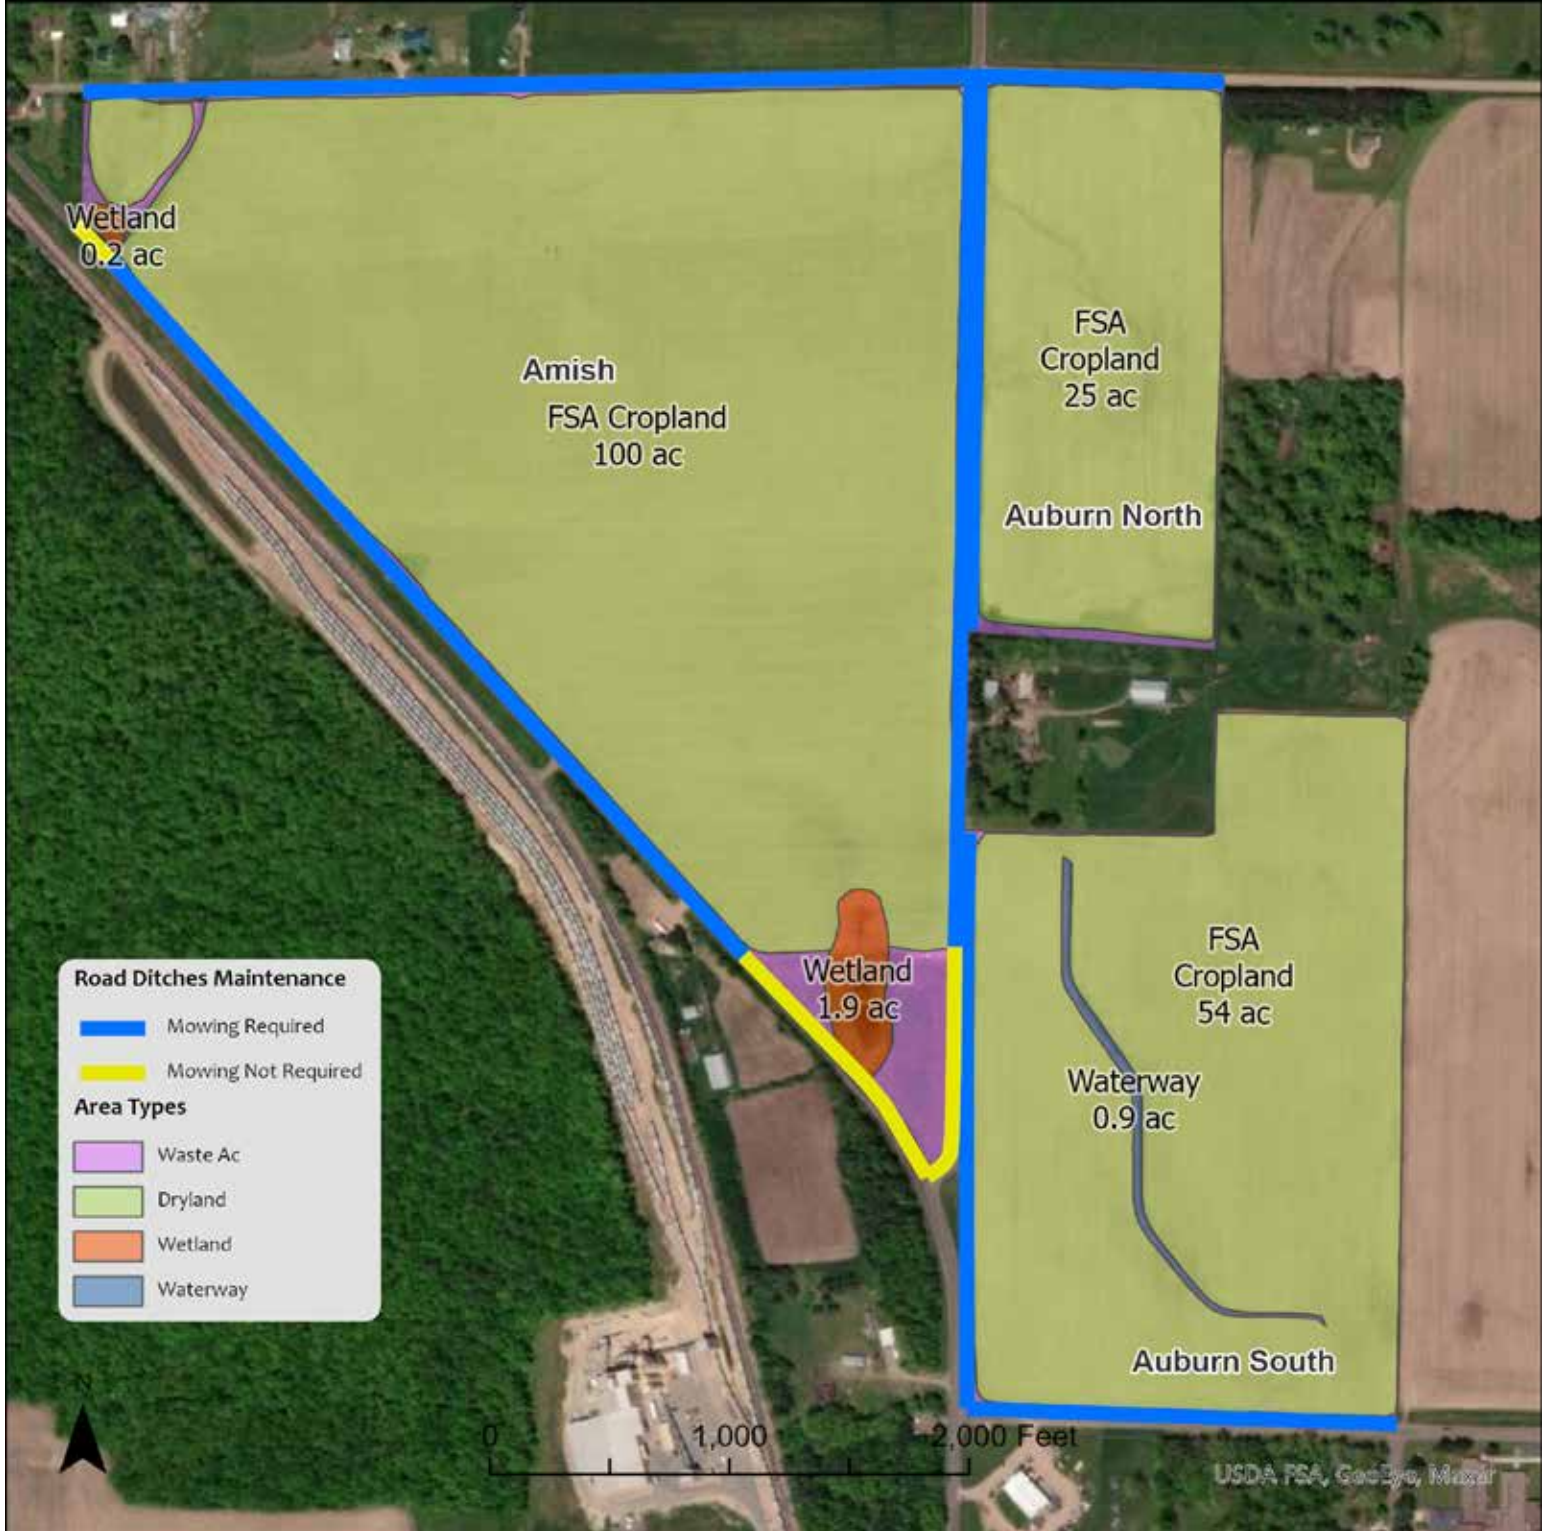 Wetland
0.2 ac
Amish
FSA Cropland
100 ac
FSA
Cropland
25 ac
Auburn North
Wetland
1.9 ac
FSA
Cropland
54 ac
Waterway
0.9 ac
Auburn South
Road Ditches Maintenance
Mowing Required
Mowing Not Required
Area Types
Waste Ac
Dryland
Wetland
Waterway
N
0 1,000 2,000 Feet
USDA FSA, GeoEye, Maxar